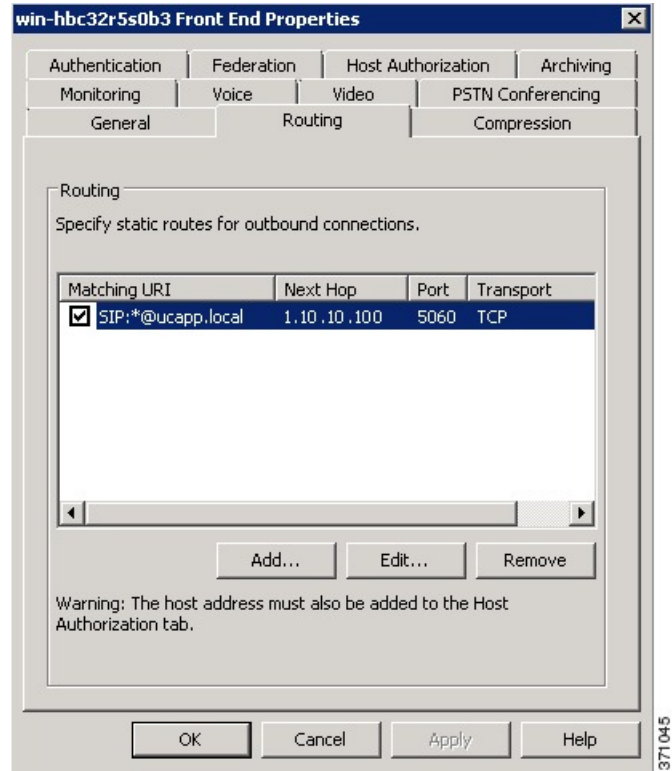 win-hbc32r5s0b3 Front End Properties
Authentication Federation Host Authorization Archiving
Monitoring Voice Video PSTN Conferencing
General Routing Compression
Routing
Specify static routes for outbound connections.
Matching URI Next Hop Port Transport
SIP:*@ucapp.local 1.10.10.100 5060 TCP
Add... Edit... Remove
Warning: The host address must also be added to the Host
Authorization tab.
OK Cancel Apply Help
371045